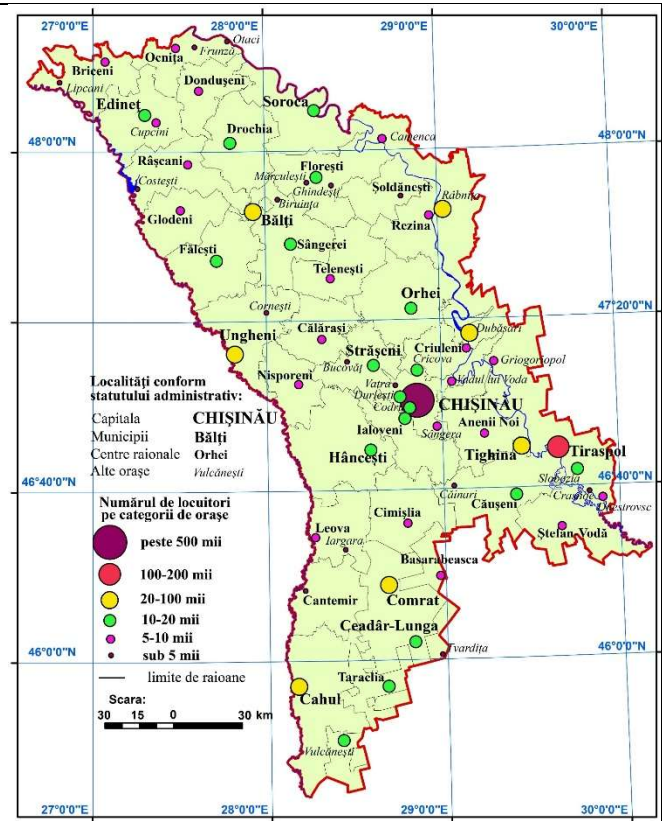 27°0'0"E 28°0'0"E 29°0'0"E 30°0'0"E
Otaci
Ocnița Frunză
Briceni
Lipcani Dondușeni
Edineț Soroca
Cupcini
Drochia Camenca
48°0'0"N 48°0'0"N
Râșcani Florești
Mărculești
Costești Ghindești Șoldănești
Biruința Râbnița
Glodeni Bălți Rezina
Fălești Sângerei
Telenești
Orhei
Cornești 47°20'0"N
Dubăsari
Ungheni Călărași
Strășeni Criuleni
Cricova Griogoriopol
Bucovăț
Nisporeni Vatra Vadul lui Voda
Durlești
Codru CHIȘINĂU
Ialoveni Anenii Noi
Sângera
Hâncești Tighina Tiraspol
Slobozia
46°40'0"N
Căinari Crasnoe
Căușeni Dnestrovsc
Cimișlia
Leova Ștefan-Vodă
Iargara
Basarabeasca
Cantemir
Comrat
Ceadâr-Lunga
Tvardița
46°0'0"N
Taraclia
Cahul
Vulcănești
Localități conform
statutului administrativ:
Capitala CHIȘINĂU
Municipii Bălți
Centre raionale Orhei
Alte orașe Vulcănești
Numărul de locuitori
pe categorii de orașe
peste 500 mii
100-200 mii
20-100 mii
10-20 mii
5-10 mii
sub 5 mii
limite de raioane
Scara:
30 15 0 30 km
27°0'0"E 28°0'0"E 29°0'0"E 30°0'0"E